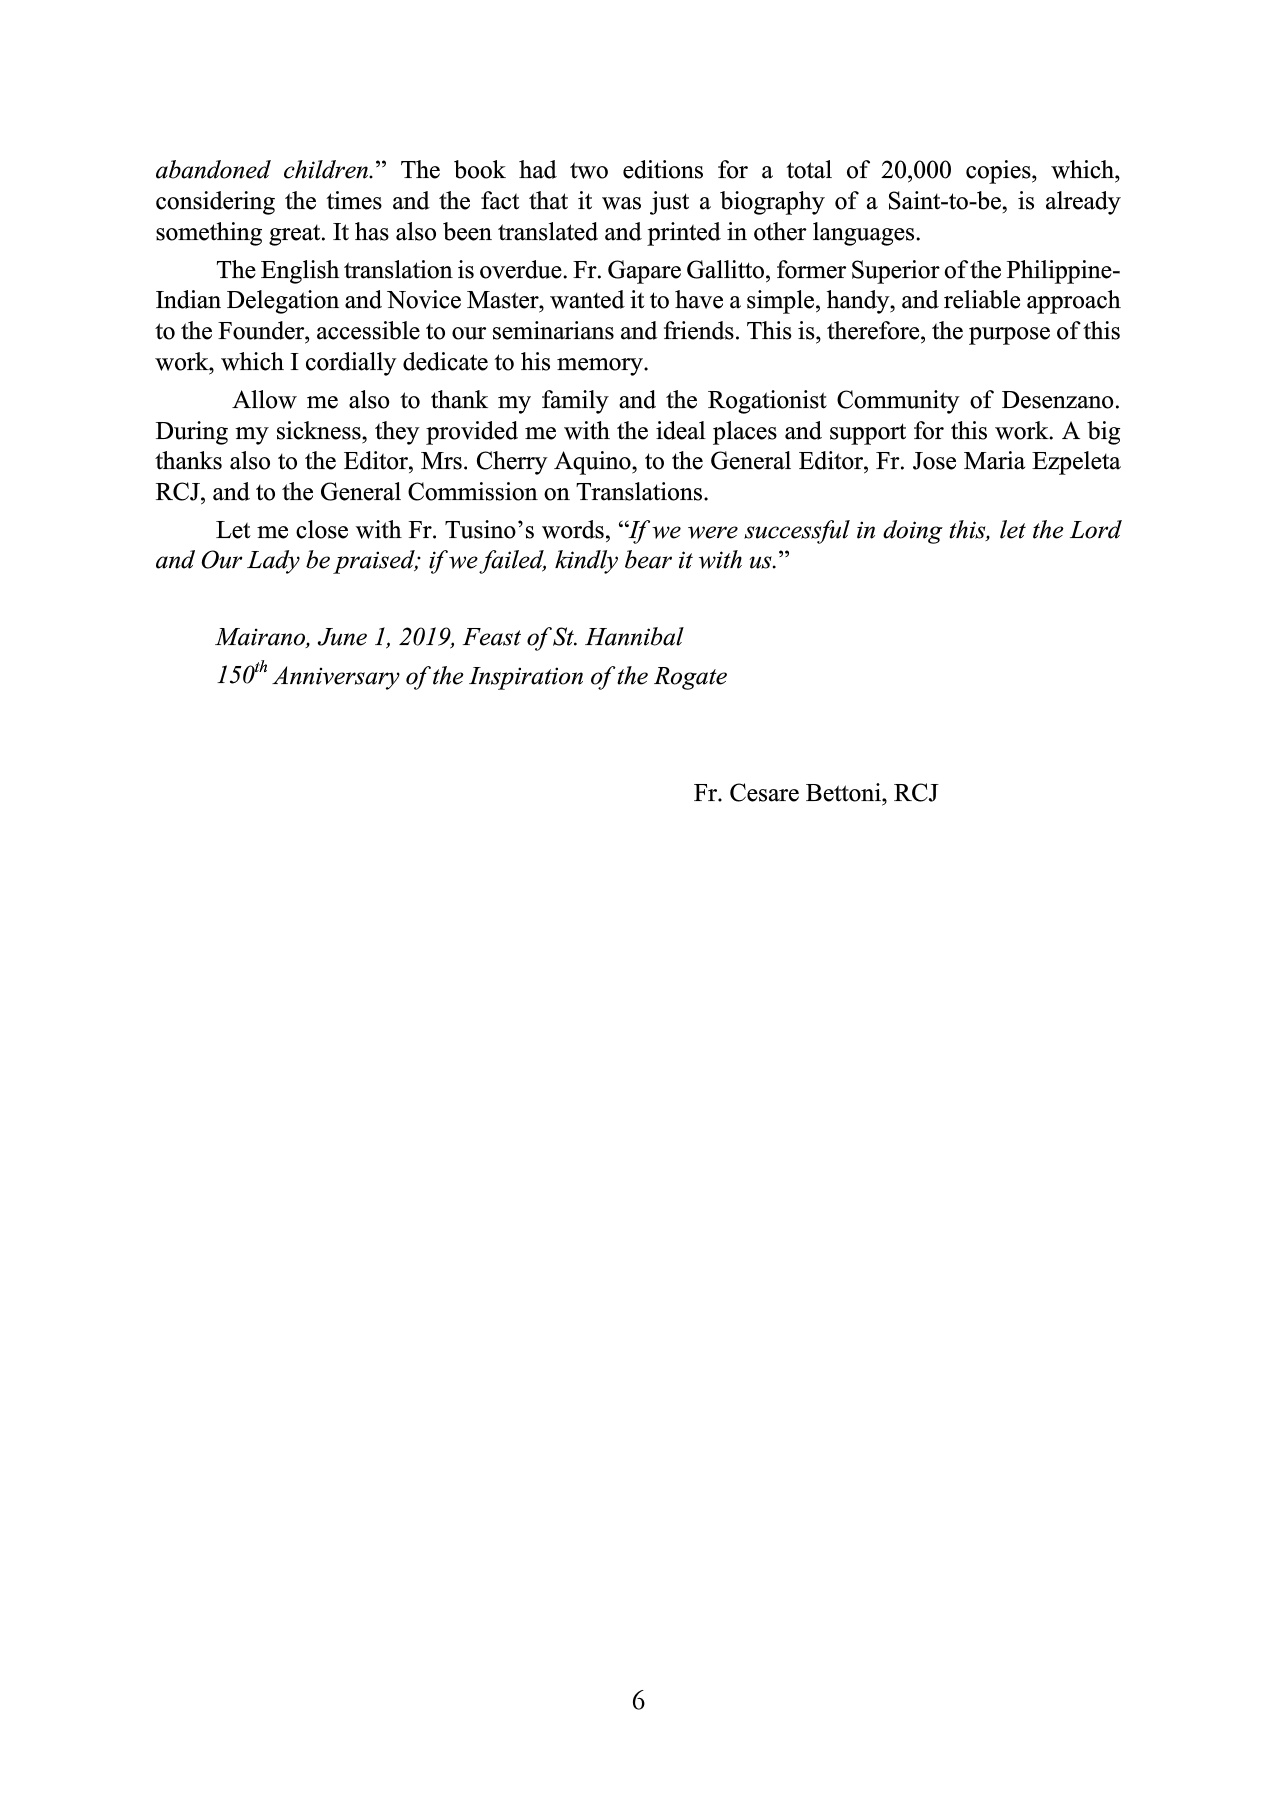 abandoned children.” The book had two editions for a total of 20,000 copies, which,
considering the times and the fact that it was just a biography of a Saint-to-be, is already
something great. It has also been translated and printed in other languages.
The English translation is overdue. Fr. Gapare Gallitto, former Superior of the Philippine-
Indian Delegation and Novice Master, wanted it to have a simple, handy, and reliable approach
to the Founder, accessible to our seminarians and friends. This is, therefore, the purpose of this
work, which I cordially dedicate to his memory.
Allow me also to thank my family and the Rogationist Community of Desenzano.
During my sickness, they provided me with the ideal places and support for this work. A big
thanks also to the Editor, Mrs. Cherry Aquino, to the General Editor, Fr. Jose Maria Ezpeleta
RCJ, and to the General Commission on Translations.
Let me close with Fr. Tusino’s words, “If we were successful in doing this, let the Lord
and Our Lady be praised; if we failed, kindly bear it with us.”
Mairano, June 1, 2019, Feast of St. Hannibal
150th Anniversary of the Inspiration of the Rogate
Fr. Cesare Bettoni, RCJ
6